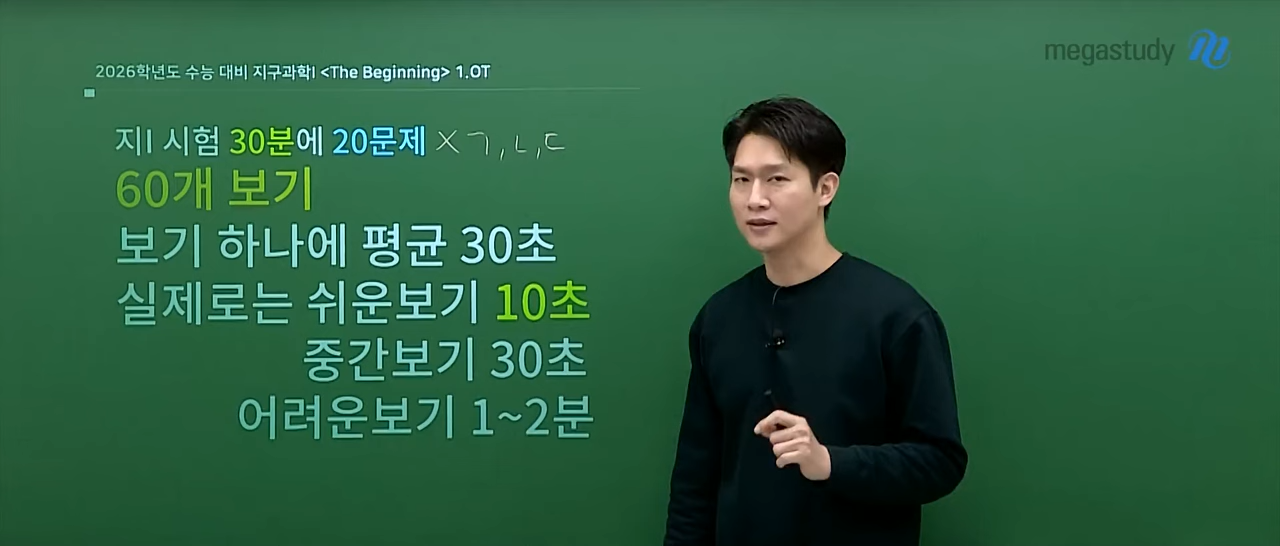 megastudy
2026학년도 수능 대비 지구과학I <The Beginning> 1.OT
지I 시험 30분에 20문제 X ㄱ,ㄴ,ㄷ
60개 보기
보기 하나에 평균 30초
실제로는 쉬운보기 10초
중간보기 30초
어려운보기 1~2분